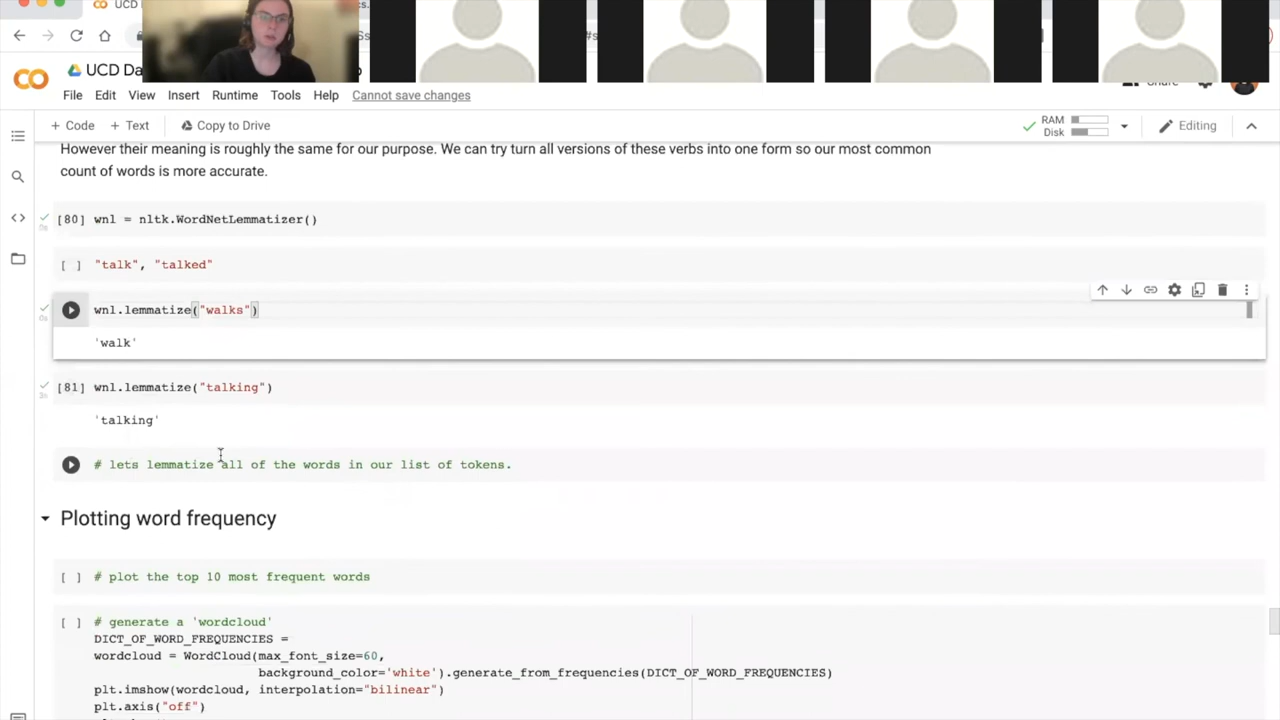 UCD
UCD Da
File Edit View Insert Runtime Tools Help Cannot save changes
+ Code + Text Copy to Drive
RAM
Disk
Editing
However their meaning is roughly the same for our purpose. We can try turn all versions of these verbs into one form so our most common
count of words is more accurate.
[80] wnl = nltk.WordNetLemmatizer()
[ ] "talk", "talked"
wnl.lemmatize("walks")
'walk'
[81] wnl.lemmatize("talking")
'talking'
# lets lemmatize all of the words in our list of tokens.
Plotting word frequency
[ ] # plot the top 10 most frequent words
[ ] # generate a 'wordcloud'
DICT_OF_WORD_FREQUENCIES =
wordcloud = WordCloud(max_font_size=60,
background_color='white').generate_from_frequencies(DICT_OF_WORD_FREQUENCIES)
plt.imshow(wordcloud, interpolation="bilinear")
plt.axis("off")